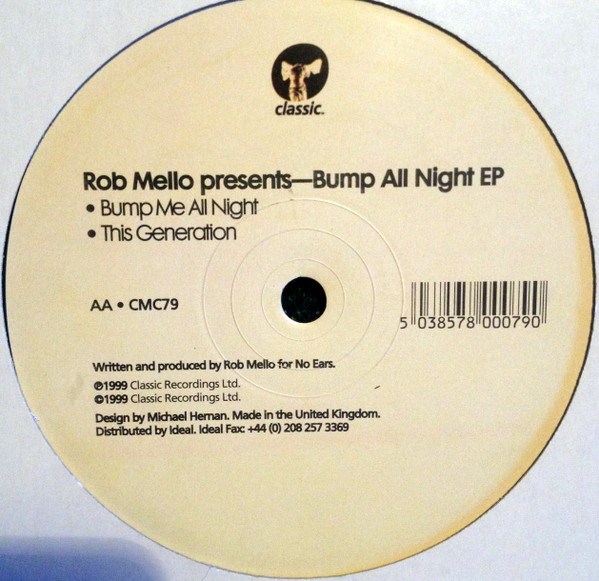 classic.
Rob Mello presents—Bump All Night EP
• Bump Me All Night
• This Generation
AA • CMC79
5 038578 000790
Written and produced by Rob Mello for No Ears.
℗1999 Classic Recordings Ltd.
©1999 Classic Recordings Ltd.
Design by Michael Hernan. Made in the United Kingdom.
Distributed by Ideal. Ideal Fax: +44 (0) 208 257 3369